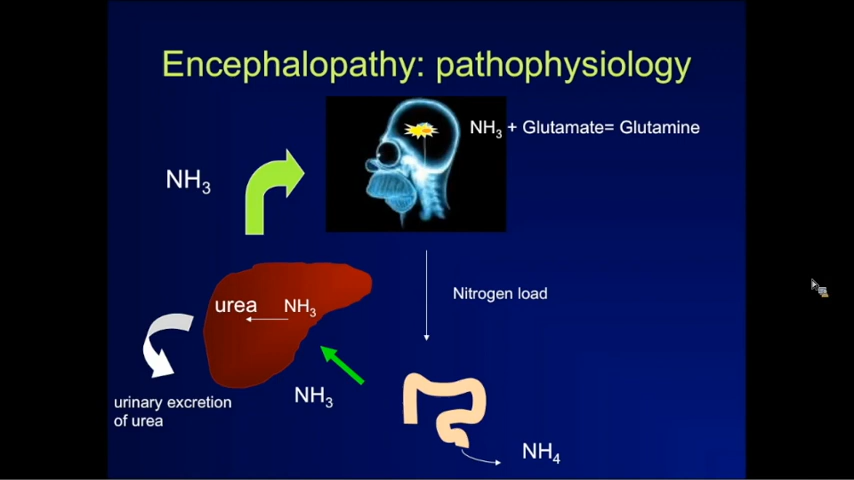 Encephalopathy: pathophysiology
NH3 + Glutamate= Glutamine
NH3
Nitrogen load
urea
NH3
NH3
urinary excretion
of urea
NH4